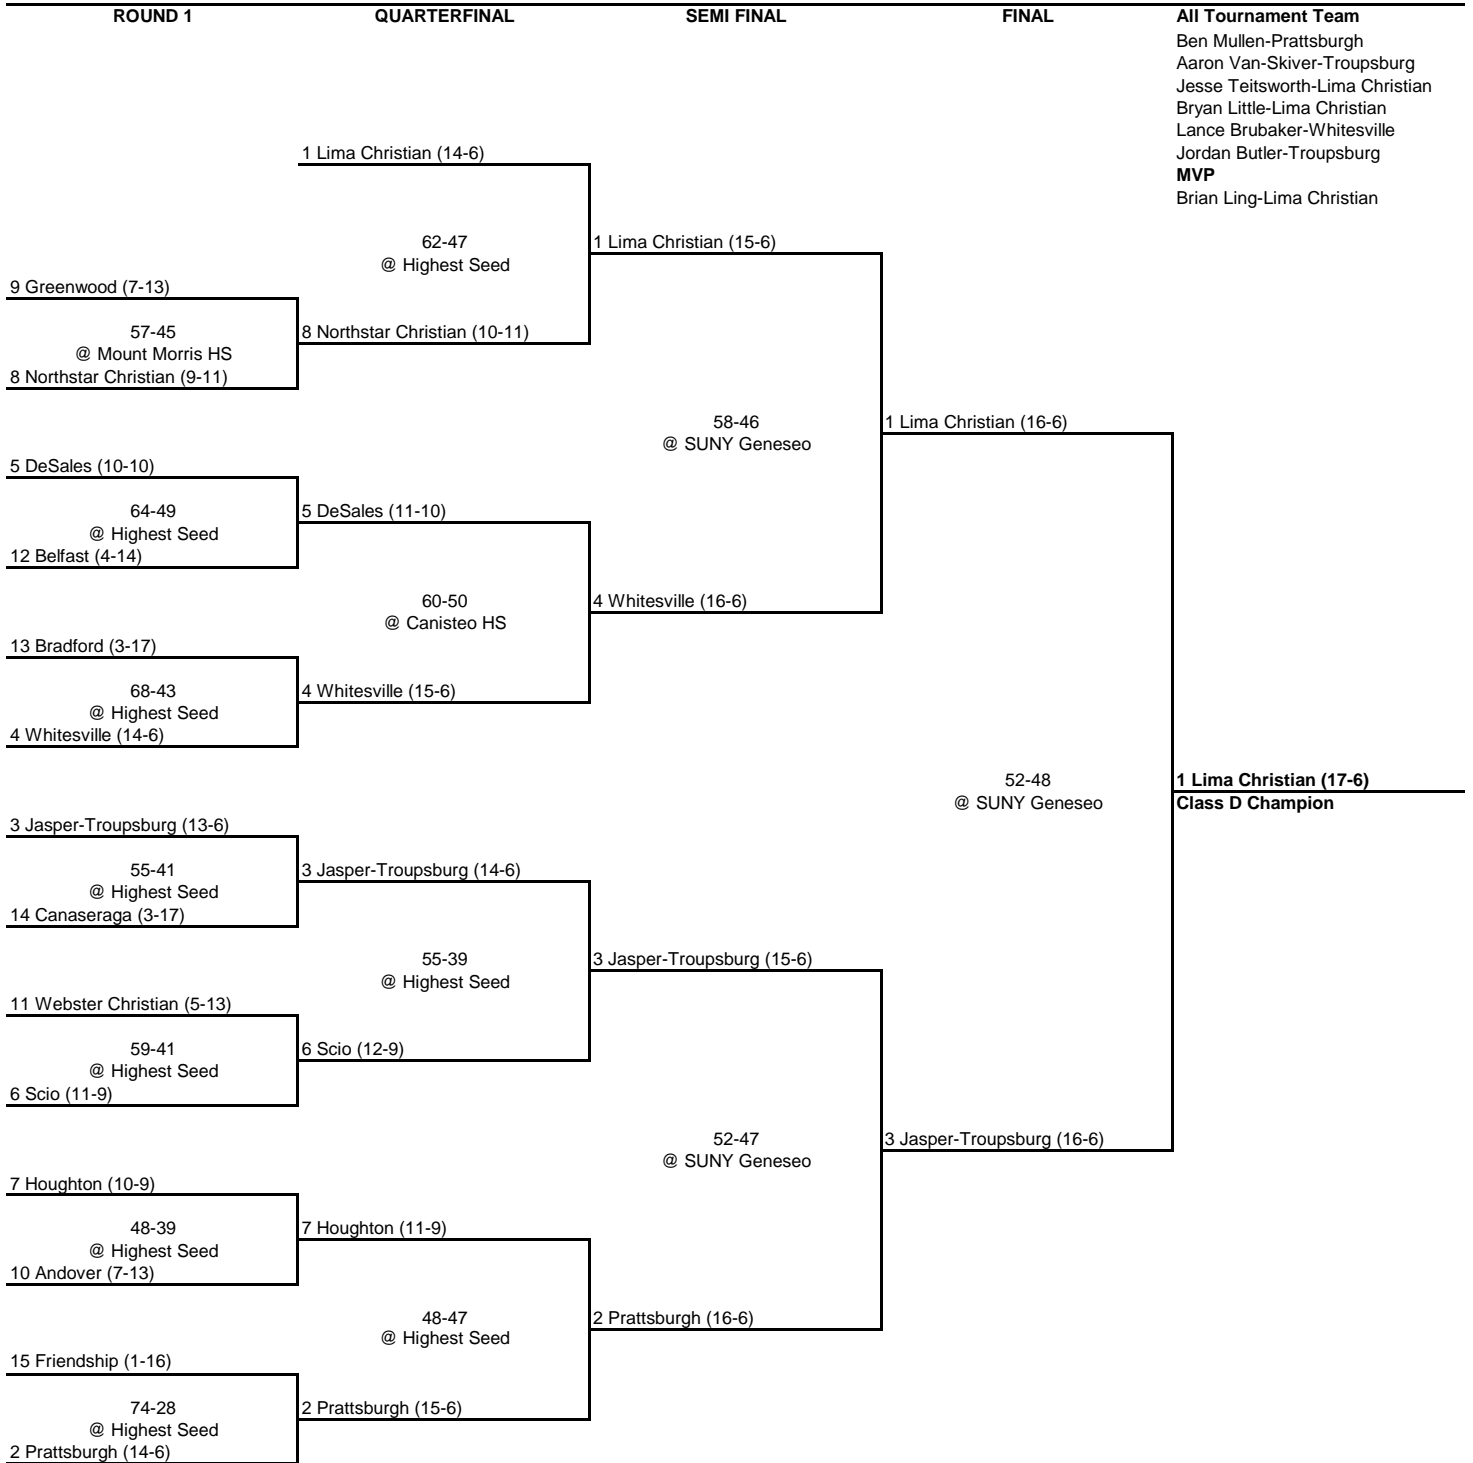 ROUND 1
QUARTERFINAL
SEMI FINAL
FINAL
All Tournament Team
Ben Mullen-Prattsburgh
Aaron Van-Skiver-Troupsburg
Jesse Teitsworth-Lima Christian
Bryan Little-Lima Christian
Lance Brubaker-Whitesville
Jordan Butler-Troupsburg
MVP
Brian Ling-Lima Christian
9 Greenwood (7-13)
57-45
@ Mount Morris HS
8 Northstar Christian (9-11)
5 DeSales (10-10)
64-49
@ Highest Seed
12 Belfast (4-14)
13 Bradford (3-17)
68-43
@ Highest Seed
4 Whitesville (14-6)
3 Jasper-Troupsburg (13-6)
55-41
@ Highest Seed
14 Canaseraga (3-17)
11 Webster Christian (5-13)
59-41
@ Highest Seed
6 Scio (11-9)
7 Houghton (10-9)
48-39
@ Highest Seed
10 Andover (7-13)
15 Friendship (1-16)
74-28
@ Highest Seed
2 Prattsburgh (14-6)
1 Lima Christian (14-6)
62-47
@ Highest Seed
8 Northstar Christian (10-11)
5 DeSales (11-10)
60-50
@ Canisteo HS
4 Whitesville (15-6)
3 Jasper-Troupsburg (14-6)
55-39
@ Highest Seed
6 Scio (12-9)
7 Houghton (11-9)
48-47
@ Highest Seed
2 Prattsburgh (15-6)
1 Lima Christian (15-6)
58-46
@ SUNY Geneseo
4 Whitesville (16-6)
3 Jasper-Troupsburg (15-6)
52-47
@ SUNY Geneseo
2 Prattsburgh (16-6)
1 Lima Christian (16-6)
52-48
@ SUNY Geneseo
3 Jasper-Troupsburg (16-6)
1 Lima Christian (17-6)
Class D Champion